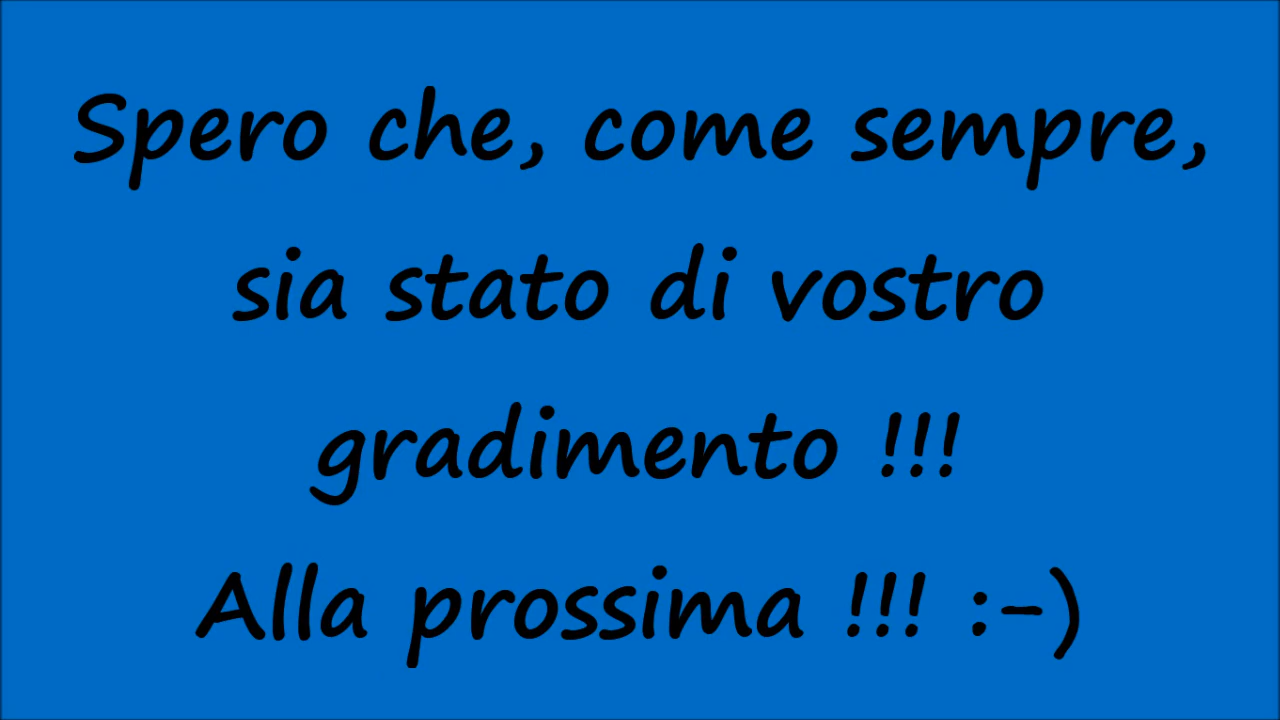 Spero che, come sempre,
sia stato di vostro
gradimento !!!
Alla prossima !!! :-)